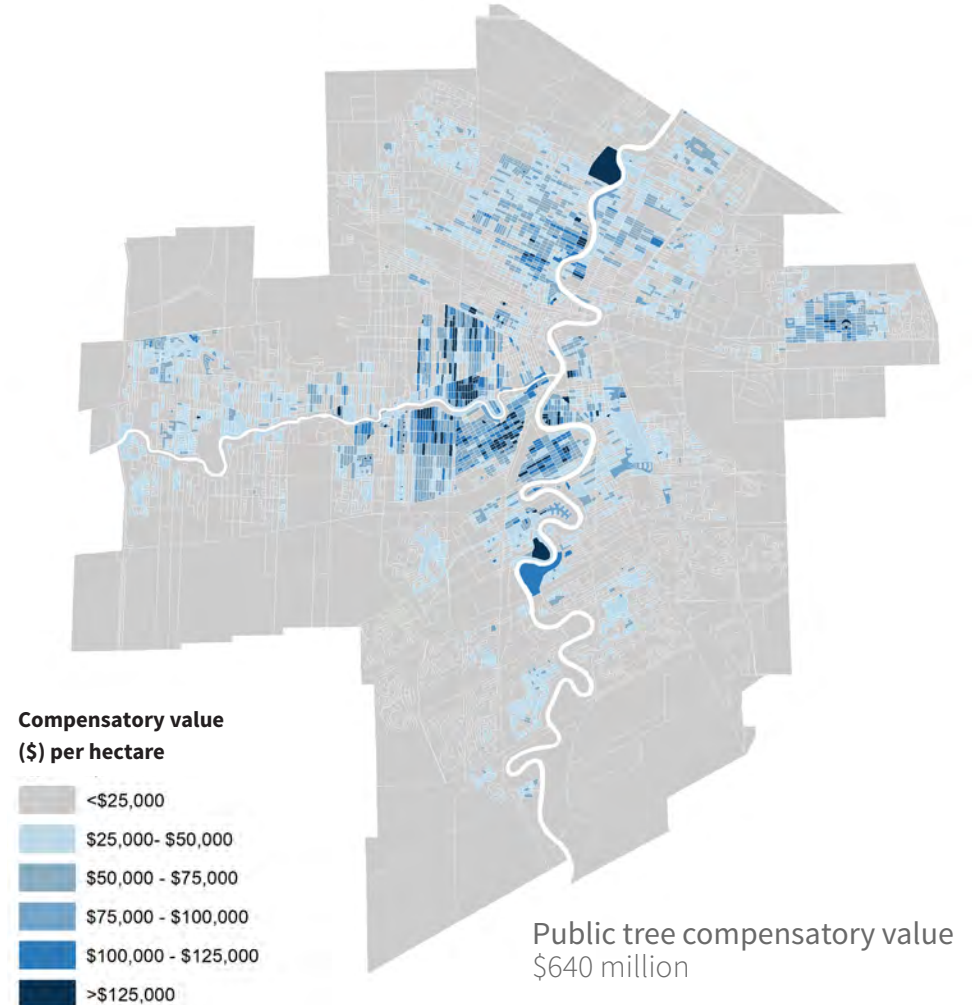 Compensatory value
($) per hectare
<$25,000
$25,000- $50,000
$50,000 - $75,000
$75,000 - $100,000
$100,000 - $125,000
>$125,000
Public tree compensatory value
$640 million